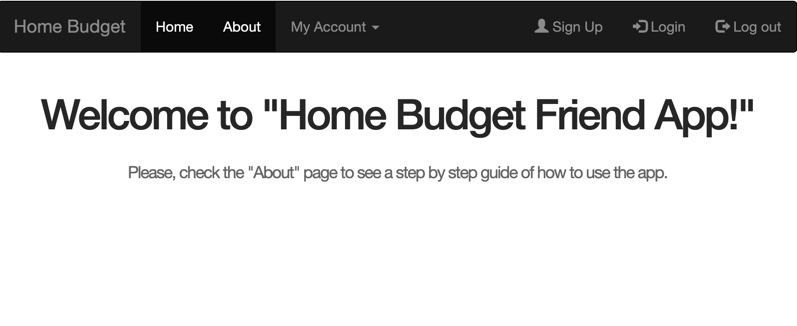 Home Budget Home About My Account Sign Up Login Log out
Welcome to "Home Budget Friend App!"
Please, check the "About" page to see a step by step guide of how to use the app.